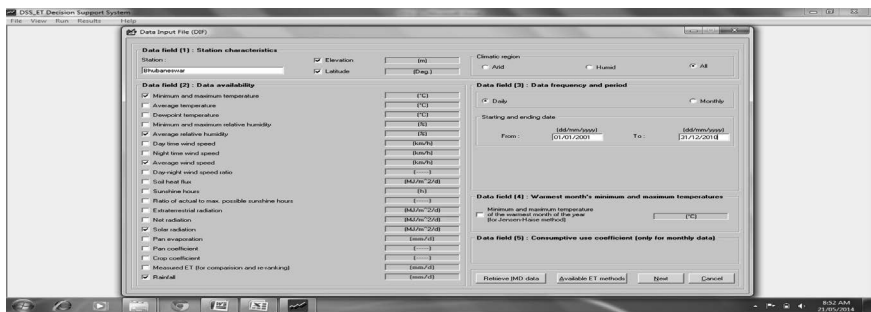 DSS_ET Decision Support System
File View Run Results Help
Data Input File (DIF)
Data field (1) : Station characteristics
Station :
Bhubaneswar
Elevation (m)
Latitude (Deg.)
Climatic region
Arid Humid All
Data field (2) : Data availability
Minimum and maximum temperature (°C)
Average temperature (°C)
Dewpoint temperature (°C)
Minimum and maximum relative humidity (%)
Average relative humidity (%)
Day time wind speed (km/h)
Night time wind speed (km/h)
Average wind speed (km/h)
Day-night wind speed ratio (----)
Soil heat flux (MJ/m^2/d)
Sunshine hours (h)
Ratio of actual to max. possible sunshine hours (----)
Extraterrestrial radiation (MJ/m^2/d)
Net radiation (MJ/m^2/d)
Solar radiation (MJ/m^2/d)
Pan evaporation (mm/d)
Pan coefficient (----)
Crop coefficient (----)
Measured ET (for comparision and re-ranking) (mm/d)
Rainfall (mm/d)
Data field (3) : Data frequency and period
Daily Monthly
Starting and ending date
(dd/mm/yyyy) (dd/mm/yyyy)
From : 01/01/2001 To : 31/12/2010
Data field (4) : Warmest month's minimum and maximum temperatures
Minimum and maximum temperature
of the warmest month of the year
(for Jensen-Haise method)
(°C)
Data field (5) : Consumptive use coefficient (only for monthly data)
Retrieve IMD data Available ET methods Next Cancel
8:52 AM
21/05/2014